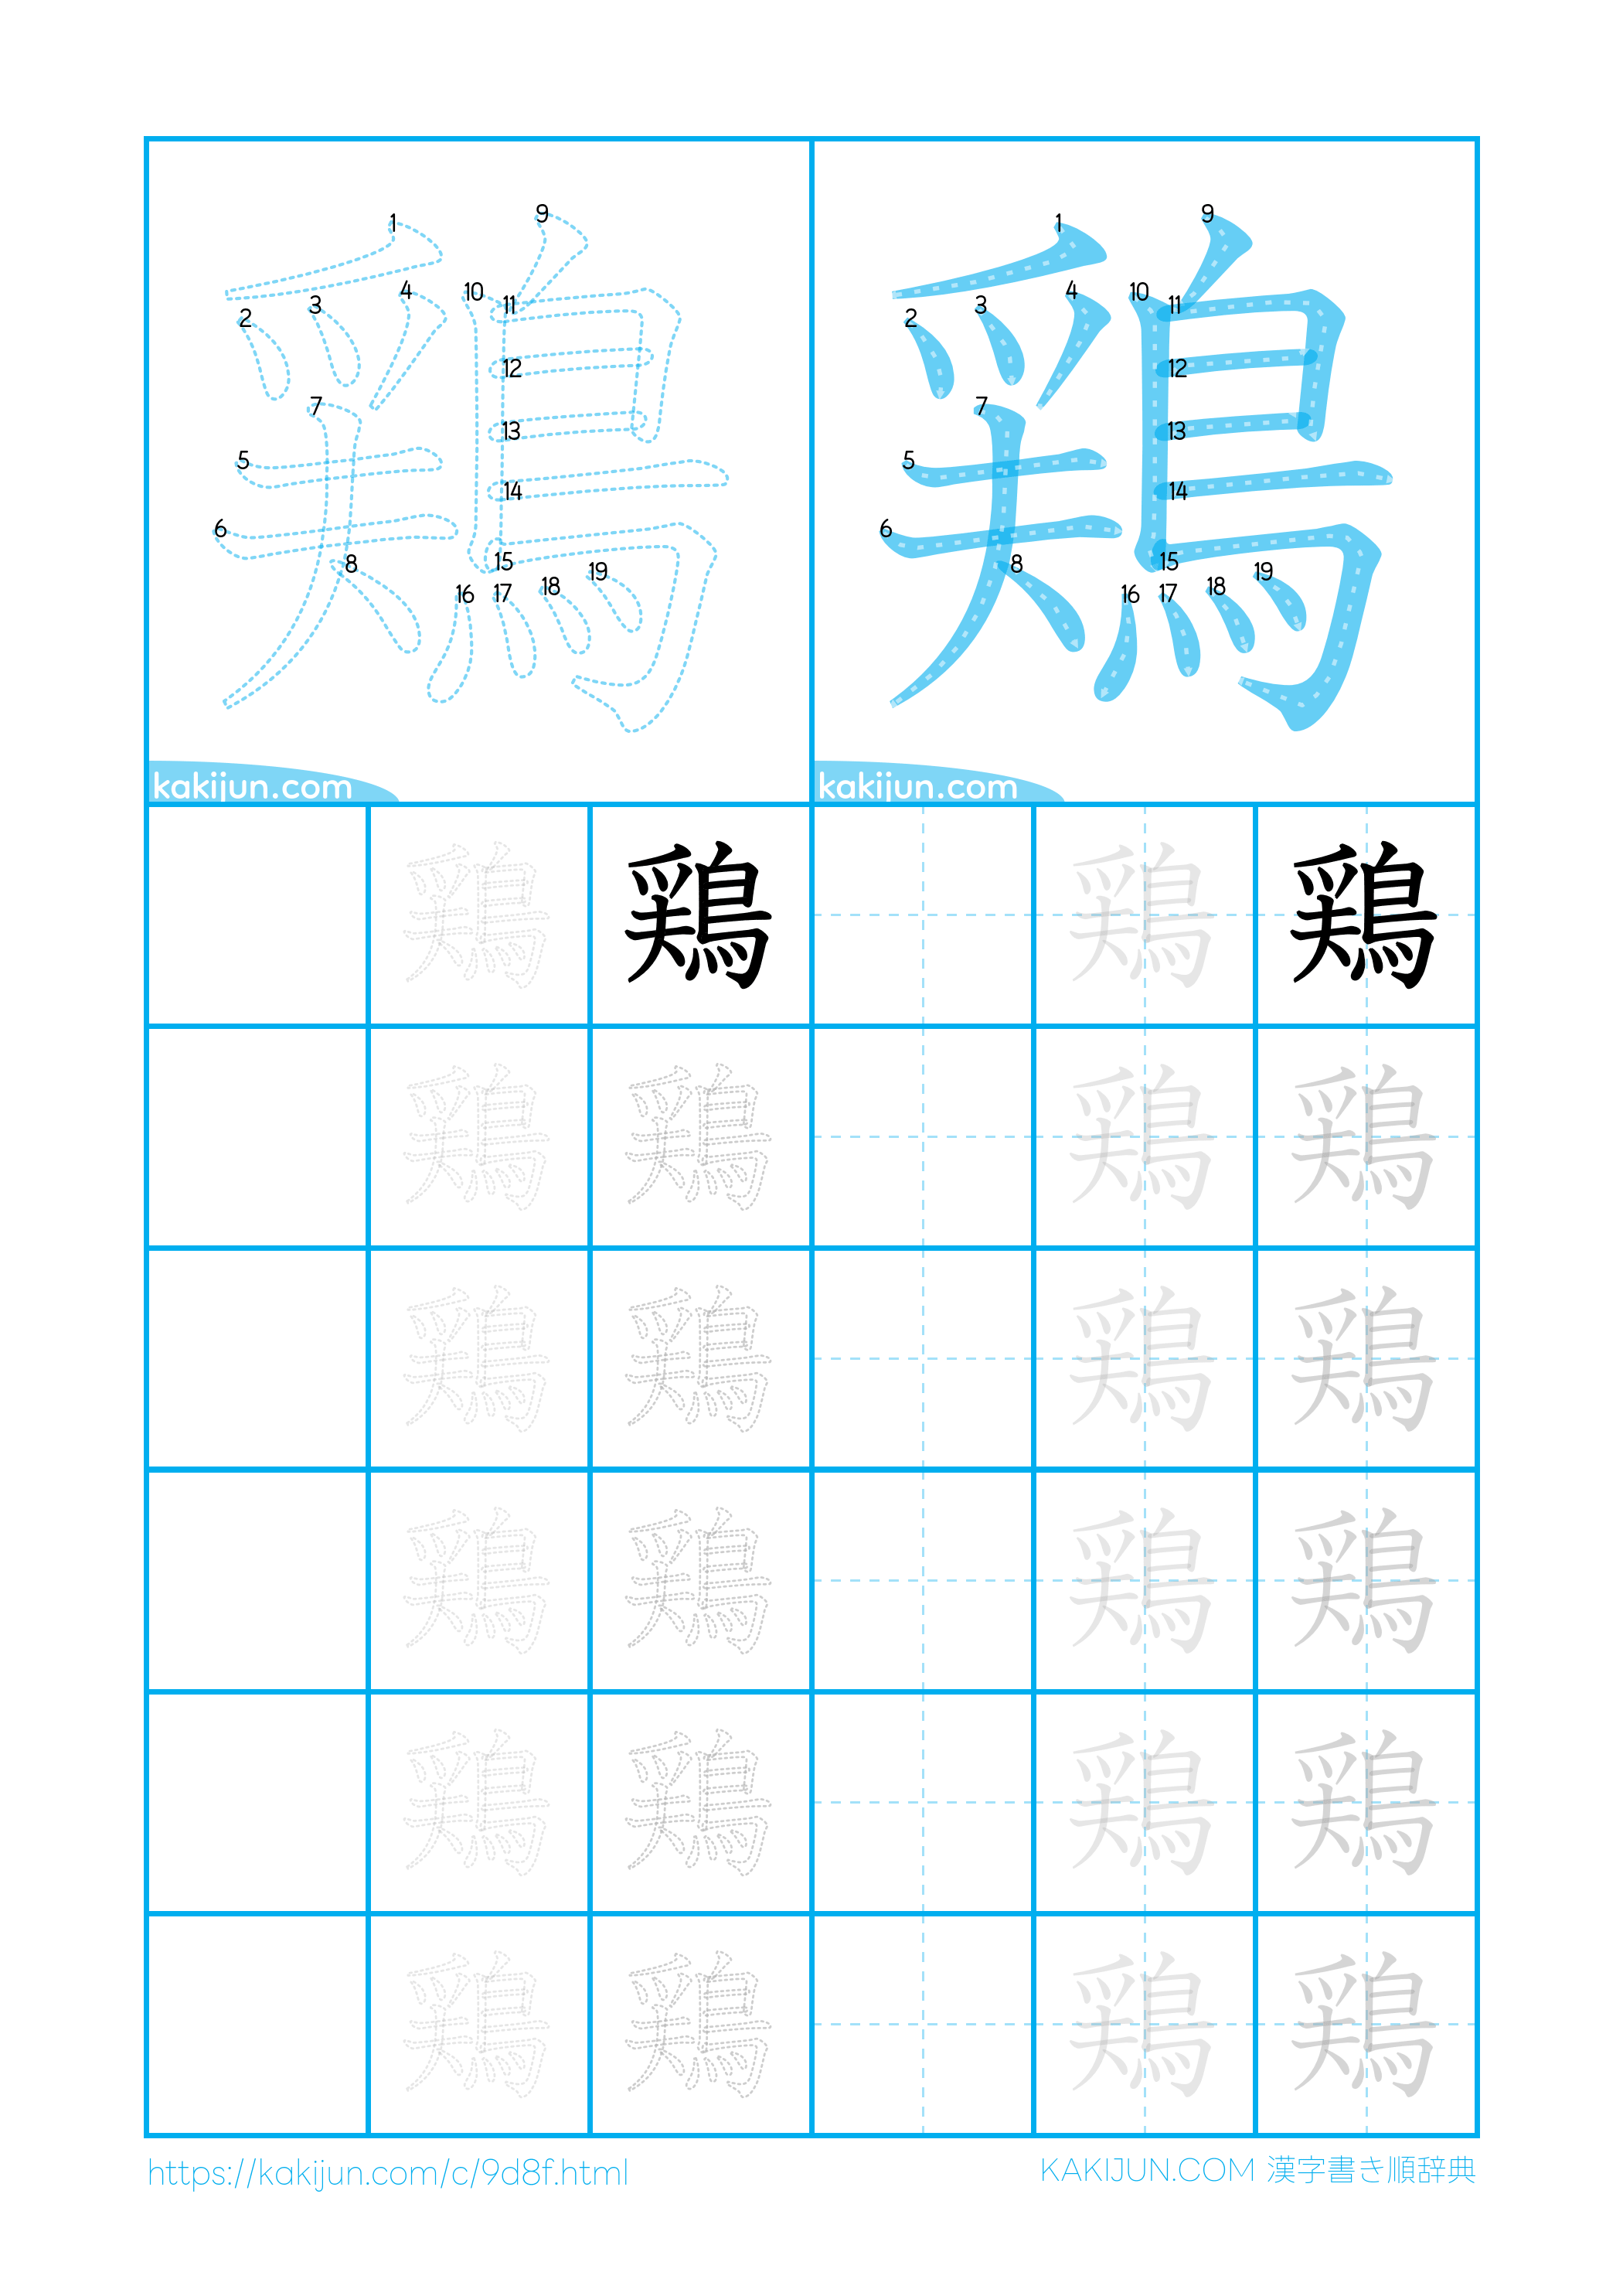 1 9 1 9
10 4 3 11 2 10 4 3 11 2
12 12
7 7
13 13
5 5
14 14
6 6
8 15 8 15
19 18 17 16 19 18 17 16
kakijun.com kakijun.com
鶏 鶏 鶏 鶏
鶏 鶏 鶏 鶏
鶏 鶏 鶏 鶏
鶏 鶏 鶏 鶏
鶏 鶏 鶏 鶏
鶏 鶏 鶏 鶏
https://kakijun.com/c/9d8f.html
KAKIJUN.COM 漢字書き順辞典